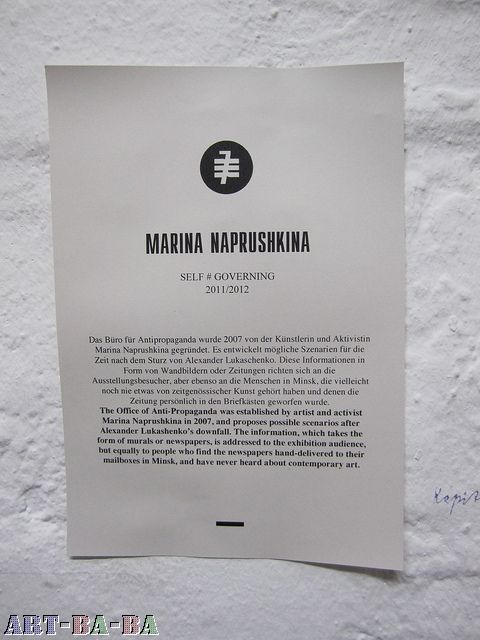 MARINA NAPRUSHKINA
SELF # GOVERNING
2011/2012
Das Büro für Antipropaganda wurde 2007 von der Künstlerin und Aktivistin
Marina Naprushkina gegründet. Es entwickelt mögliche Szenarien für die
Zeit nach dem Sturz von Alexander Lukaschenko. Diese Informationen in
Form von Wandbildern oder Zeitungen richten sich an die
Ausstellungsbesucher, aber ebenso an die Menschen in Minsk, die vielleicht
noch nie etwas von zeitgenössischer Kunst gehört haben und denen die
Zeitung persönlich in den Briefkästen geworfen wurde.
The Office of Anti-Propaganda was established by artist and activist
Marina Naprushkina in 2007, and proposes possible scenarios after
Alexander Lukashenko's downfall. The information, which takes the
form of murals or newspapers, is addressed to the exhibition audience,
but equally to people who find the newspapers hand-delivered to their
mailboxes in Minsk, and have never heard about contemporary art.
ART-BA-BA